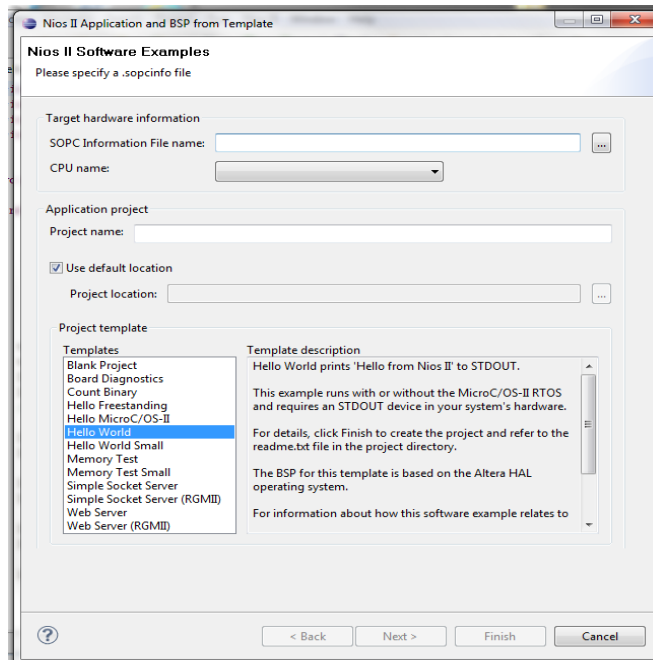 Nios II Application and BSP from Template
Nios II Software Examples
Please specify a .sopcinfo file
Target hardware information
SOPC Information File name:
...
CPU name:
Application project
Project name:
Use default location
Project location:
...
Project template
Templates
Blank Project
Board Diagnostics
Count Binary
Hello Freestanding
Hello MicroC/OS-II
Hello World
Hello World Small
Memory Test
Memory Test Small
Simple Socket Server
Simple Socket Server (RGMII)
Web Server
Web Server (RGMII)
Template description
Hello World prints 'Hello from Nios II' to STDOUT.
This example runs with or without the MicroC/OS-II RTOS
and requires an STDOUT device in your system's hardware.
For details, click Finish to create the project and refer to the
readme.txt file in the project directory.
The BSP for this template is based on the Altera HAL
operating system.
For information about how this software example relates to
?
< Back
Next >
Finish
Cancel